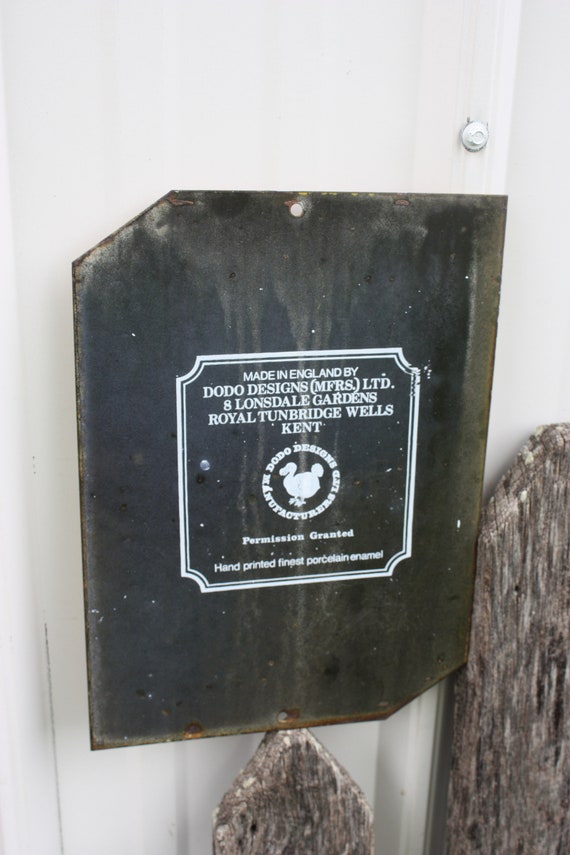 MADE IN ENGLAND BY
DODO DESIGNS (MFRS.) LTD.
8 LONSDALE GARDENS
ROYAL TUNBRIDGE WELLS
KENT
DODO DESIGNS MANUFACTURERS LTD
Permission Granted
Hand printed finest porcelain enamel